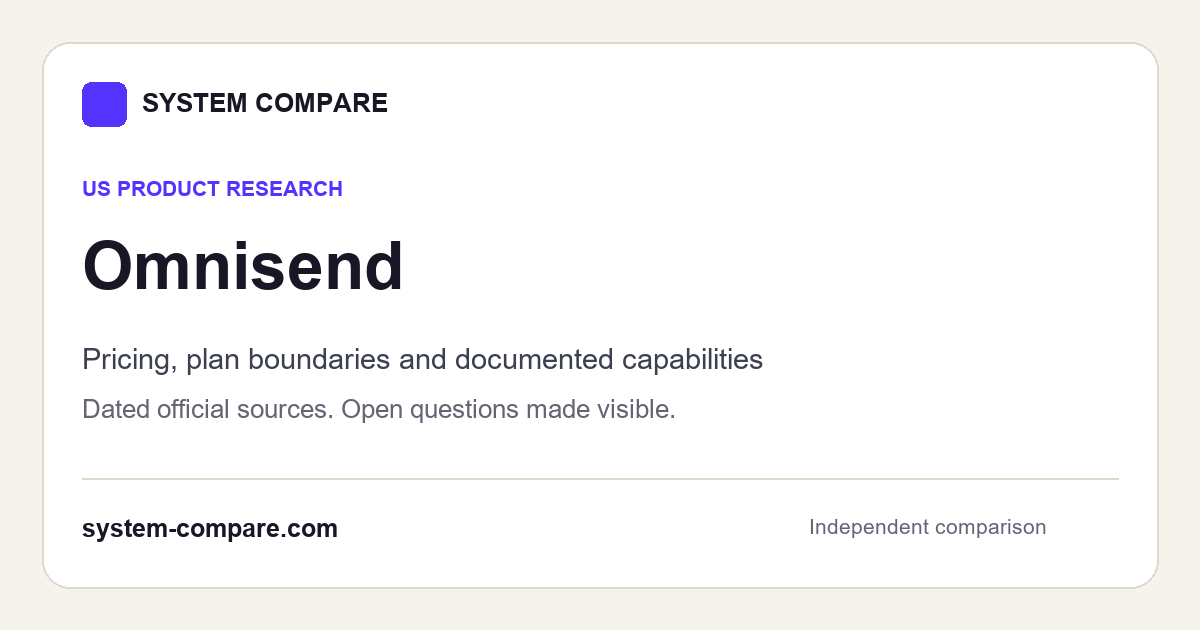 SYSTEM COMPARE
US PRODUCT RESEARCH
Omnisend
Pricing, plan boundaries and documented capabilities
Dated official sources. Open questions made visible.
system-compare.com
Independent comparison